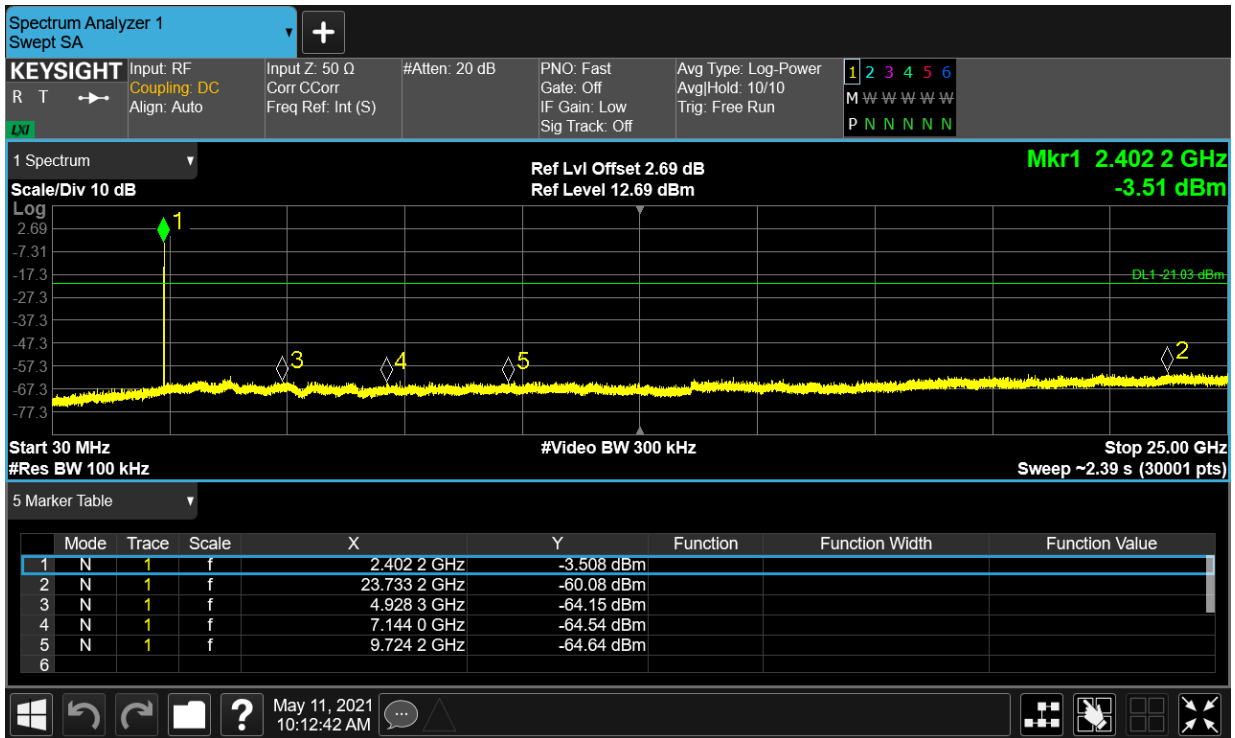 Spectrum Analyzer 1
Swept SA
KEYSIGHT
R T
LXI
Input: RF
Coupling: DC
Align: Auto
Input Z: 50 Ω
Corr CCorr
Freq Ref: Int (S)
#Atten: 20 dB
PNO: Fast
Gate: Off
IF Gain: Low
Sig Track: Off
Avg Type: Log-Power
Avg|Hold: 10/10
Trig: Free Run
1 2 3 4 5 6
M W W W W W
P N N N N N
1 Spectrum
Scale/Div 10 dB
Ref Lvl Offset 2.69 dB
Ref Level 12.69 dBm
Mkr1 2.402 2 GHz
-3.51 dBm
Log
2.69
-7.31
-17.3
-27.3
-37.3
-47.3
-57.3
-67.3
-77.3
1
DL1 -21.03 dBm
3
4
5
2
Start 30 MHz
#Video BW 300 kHz
Stop 25.00 GHz
#Res BW 100 kHz
Sweep ~2.39 s (30001 pts)
5 Marker Table
Mode Trace Scale X Y Function Function Width Function Value
1 N 1 f 2.402 2 GHz -3.508 dBm
2 N 1 f 23.733 2 GHz -60.08 dBm
3 N 1 f 4.928 3 GHz -64.15 dBm
4 N 1 f 7.144 0 GHz -64.54 dBm
5 N 1 f 9.724 2 GHz -64.64 dBm
6
?
May 11, 2021
10:12:42 AM